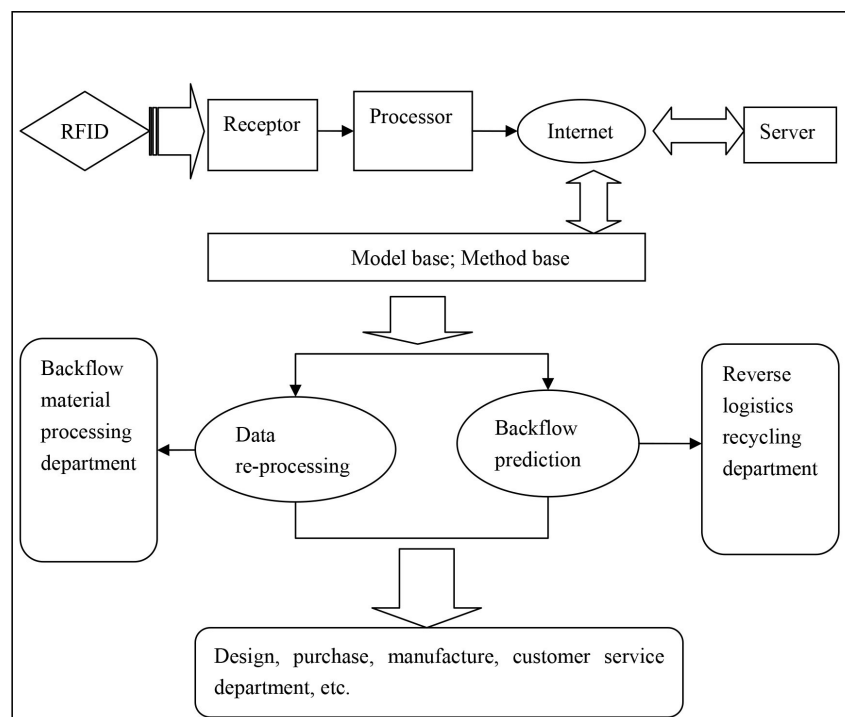 RFID
Receptor
Processor
Internet
Server
Model base; Method base
Backflow
material
processing
department
Data
re-processing
Backflow
prediction
Reverse
logistics
recycling
department
Design, purchase, manufacture, customer service
department, etc.